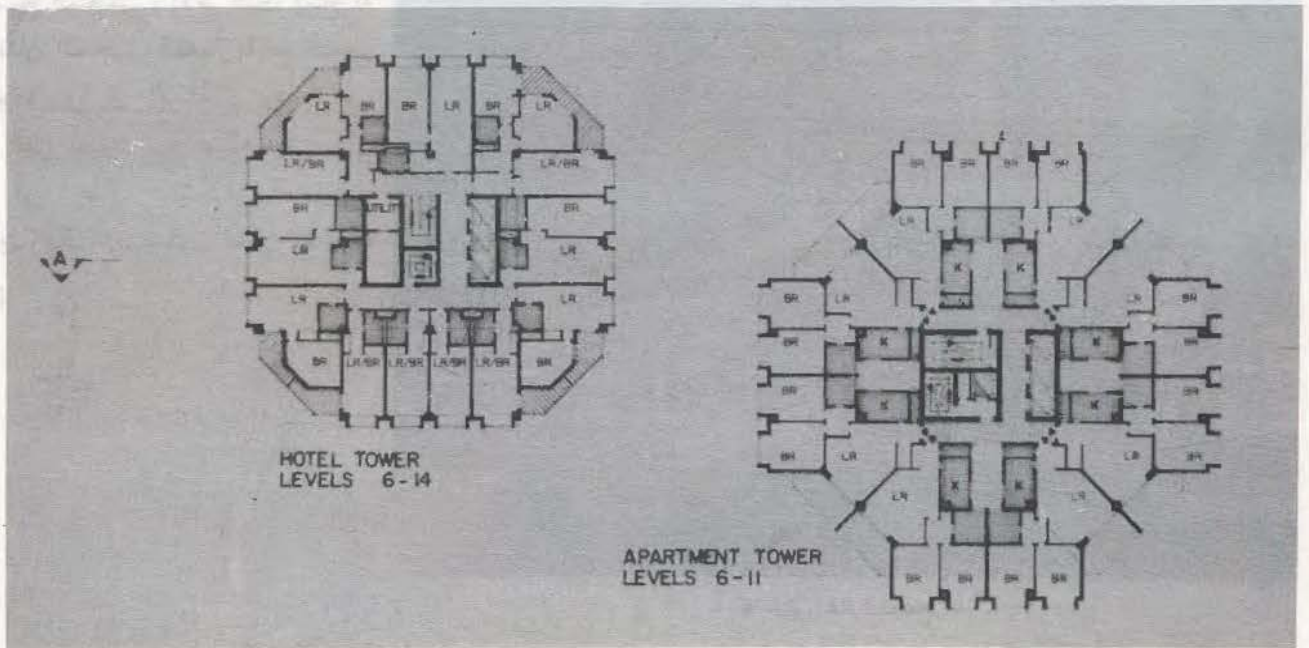 LR BR BR LR BR LR
LR/BR LR/BR
BR UTILIT BR
LR LR
LR LR
BR LR/BR LR/BR LR/BR LR/BR BR
A
HOTEL TOWER
LEVELS 6-14
BR BR BR BR
LR LR
K K
BR LR LR BR
BR K K BR
BR K K BR
BR LR LR BR
K K
LR LR
BR BR BR BR
APARTMENT TOWER
LEVELS 6-11